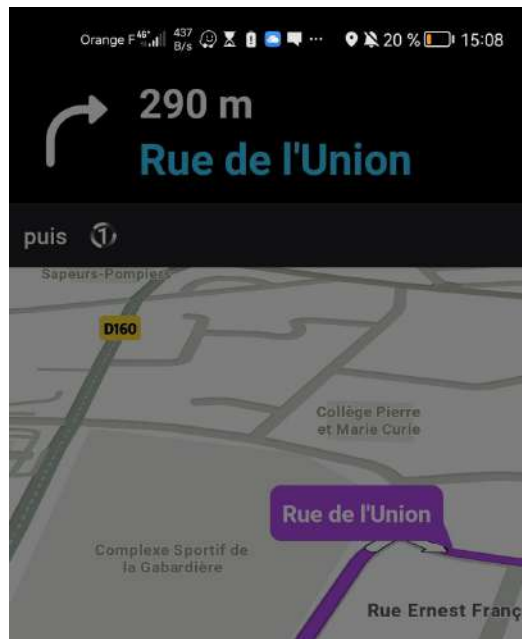 Orange F 4G+ 437 B/s ... 20 % 15:08
290 m
Rue de l'Union
puis 1
Sapeurs-Pompiers
D160
Collège Pierre
et Marie Curie
Rue de l'Union
Complexe Sportif de
la Gabardière
Rue Ernest Franç